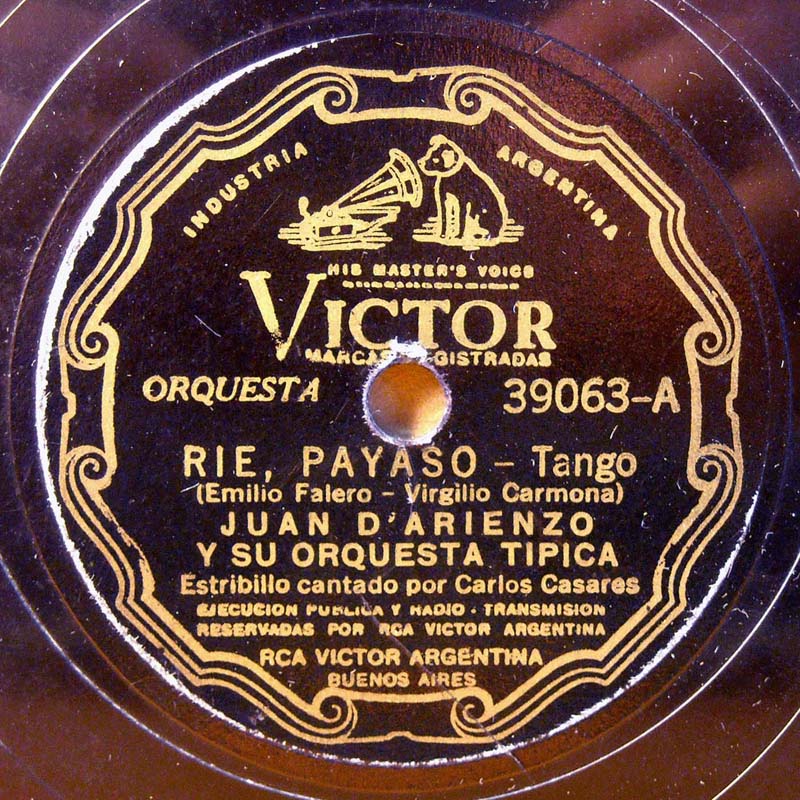 INDUSTRIA ARGENTINA
HIS MASTER'S VOICE
VICTOR
MARCAS REGISTRADAS
ORQUESTA 39063-A
RIE, PAYASO - Tango
(Emilio Falero - Virgilio Carmona)
JUAN D'ARIENZO
Y SU ORQUESTA TIPICA
Estribillo cantado por Carlos Casares
EJECUCION PUBLICA Y RADIO - TRANSMISION
RESERVADAS POR RCA VICTOR ARGENTINA
RCA VICTOR ARGENTINA
BUENOS AIRES